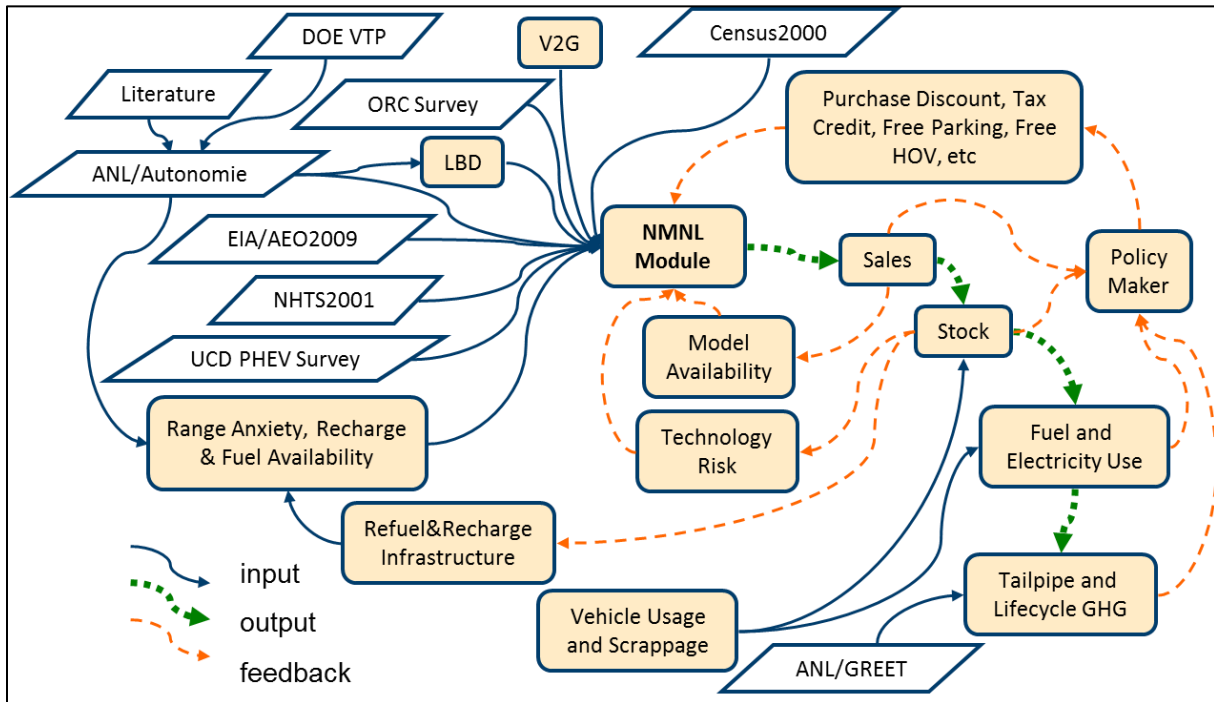 DOE VTP
V2G
Census2000
Literature
ORC Survey
Purchase Discount, Tax
Credit, Free Parking, Free
HOV, etc
ANL/Autonomie
LBD
EIA/AEO2009
NMNL
Module
Sales
Policy
Maker
NHTS2001
Stock
UCD PHEV Survey
Model
Availability
Range Anxiety, Recharge
& Fuel Availability
Technology
Risk
Fuel and
Electricity Use
Refuel&Recharge
Infrastructure
input
output
feedback
Vehicle Usage
and Scrappage
Tailpipe and
Lifecycle GHG
ANL/GREET